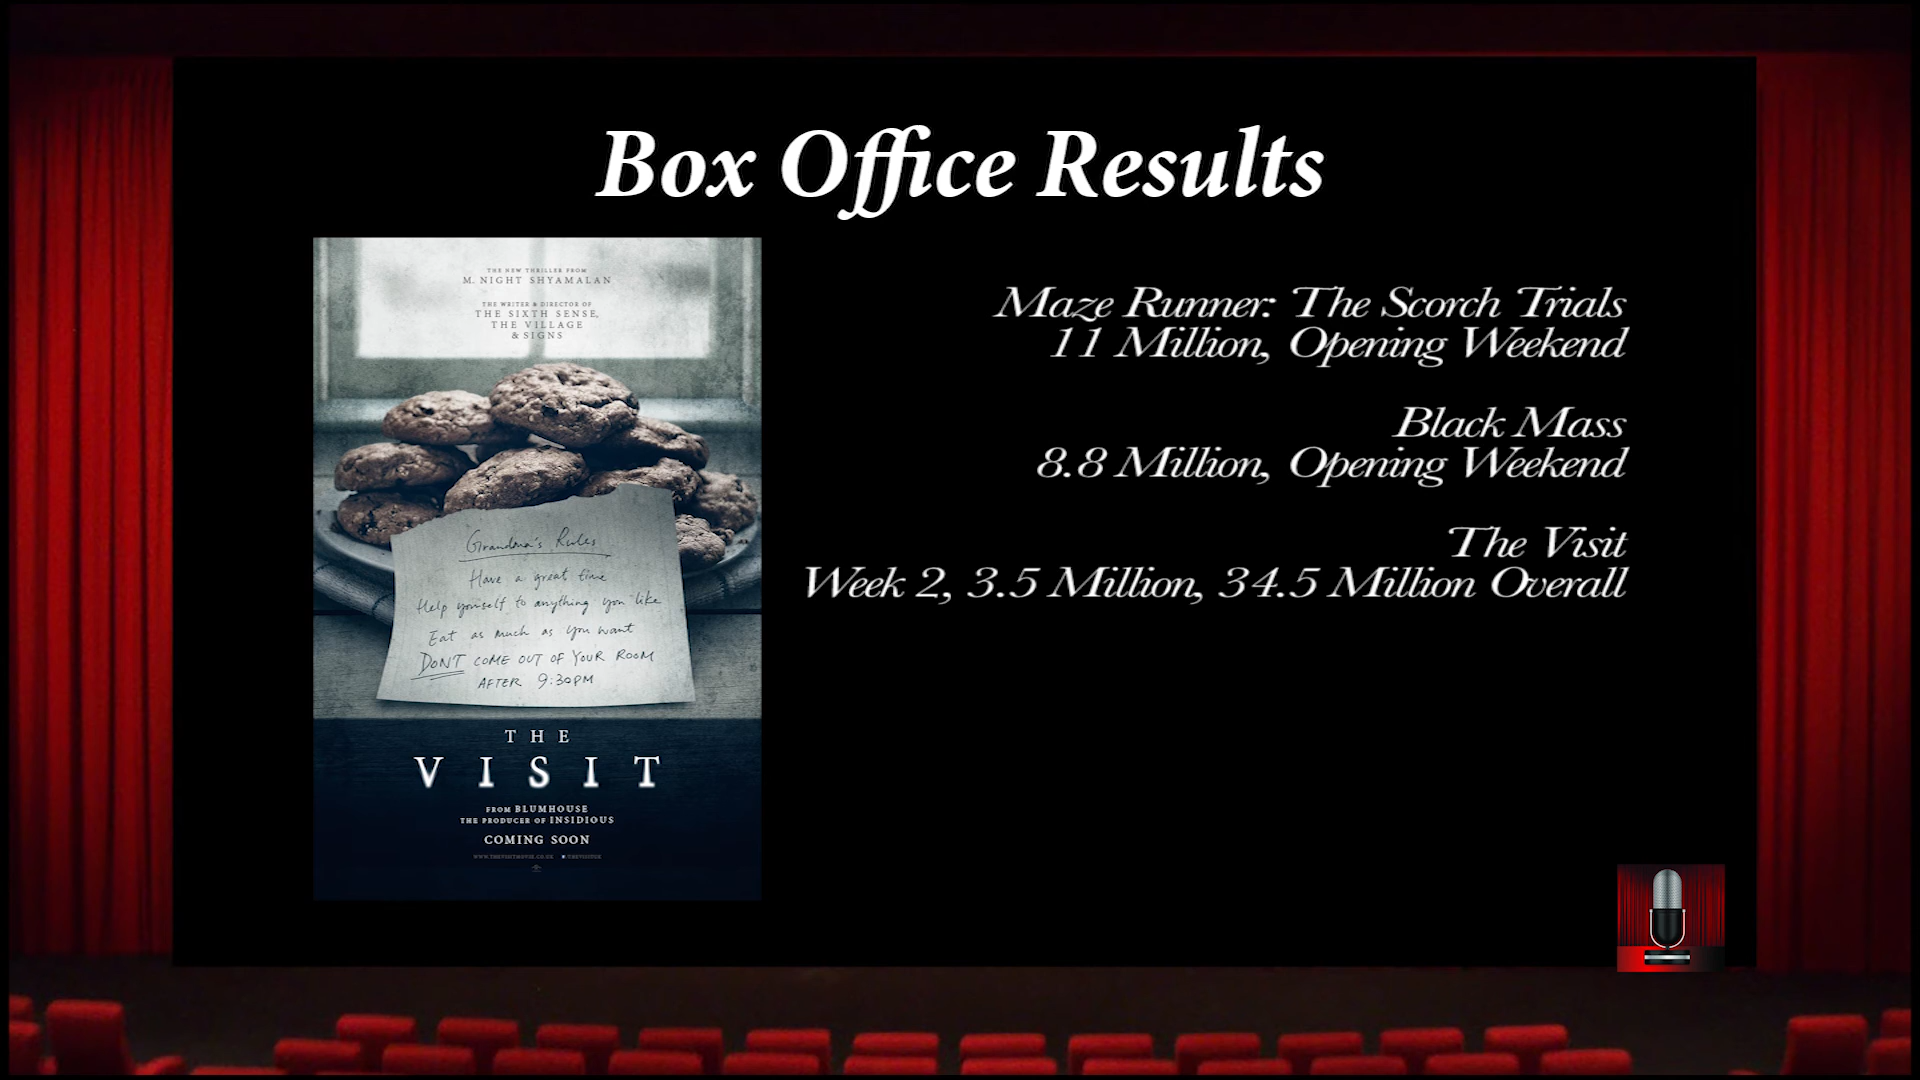 Box Office Results
THE NEW THRILLER FROM
M. NIGHT SHYAMALAN
THE WRITER & DIRECTOR OF
THE SIXTH SENSE,
THE VILLAGE
& SIGNS
Grandma's Rules
Have a great time
Help yourself to anything you like
Eat as much as you want
DON'T COME OUT OF YOUR ROOM
AFTER 9:30PM
THE
VISIT
FROM BLUMHOUSE
THE PRODUCER OF INSIDIOUS
COMING SOON
WWW.THEVISITMOVIE.CO.UK
Maze Runner: The Scorch Trials
11 Million, Opening Weekend
Black Mass
8.8 Million, Opening Weekend
The Visit
Week 2, 3.5 Million, 34.5 Million Overall